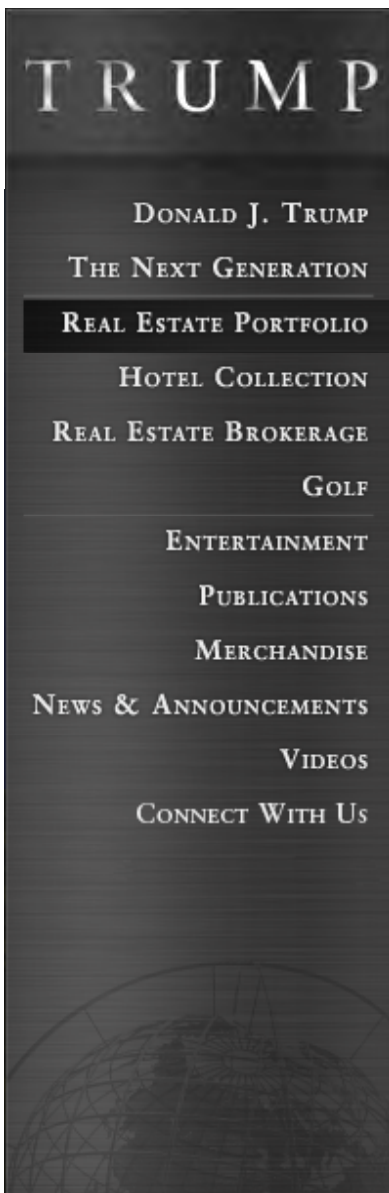 TRUMP
Donald J. Trump
The Next Generation
Real Estate Portfolio
Hotel Collection
Real Estate Brokerage
Golf
Entertainment
Publications
Merchandise
News & Announcements
Videos
Connect With Us